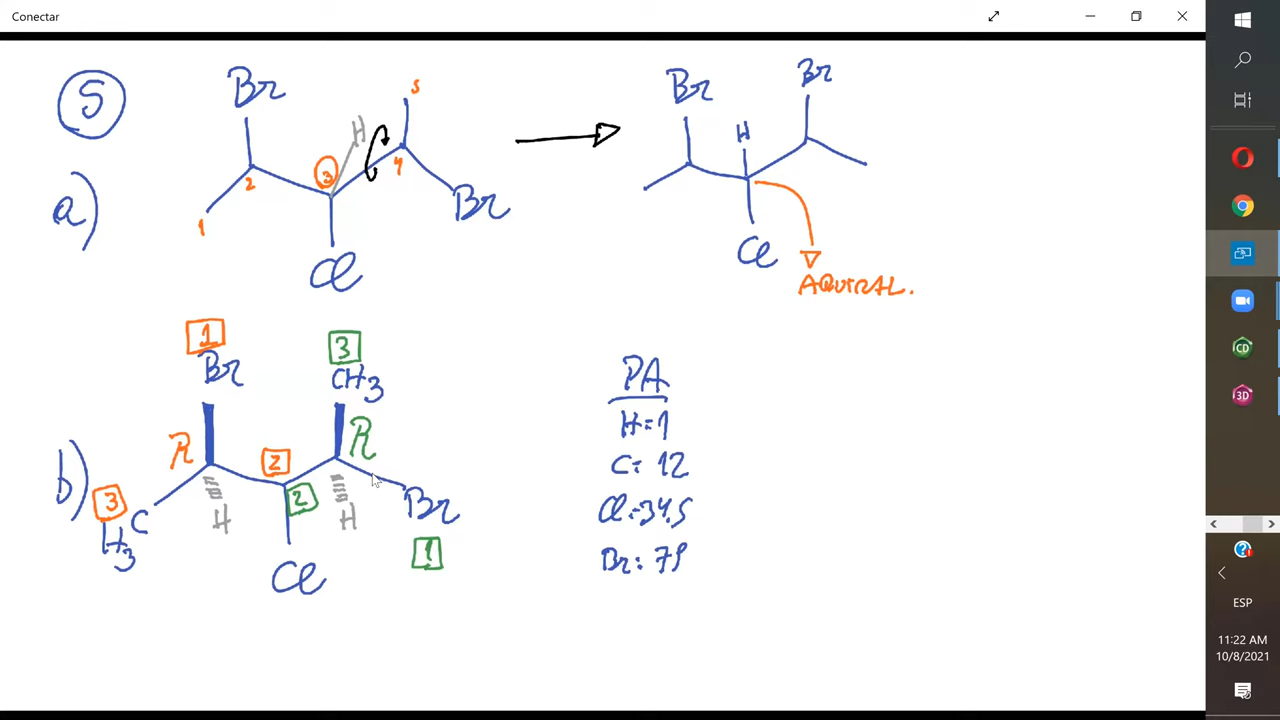 Conectar
5
a)
Br
H
5
3
2
4
1
Br
Cl
Br
Br
H
Cl
AQUIRAL.
b)
1
Br
3
CH3
R
R
2
2
3
H3C
H
H
Br
1
Cl
PA
H=1
C= 12
Cl=34.5
Br= 79
CD
3D
ESP
11:22 AM
10/8/2021